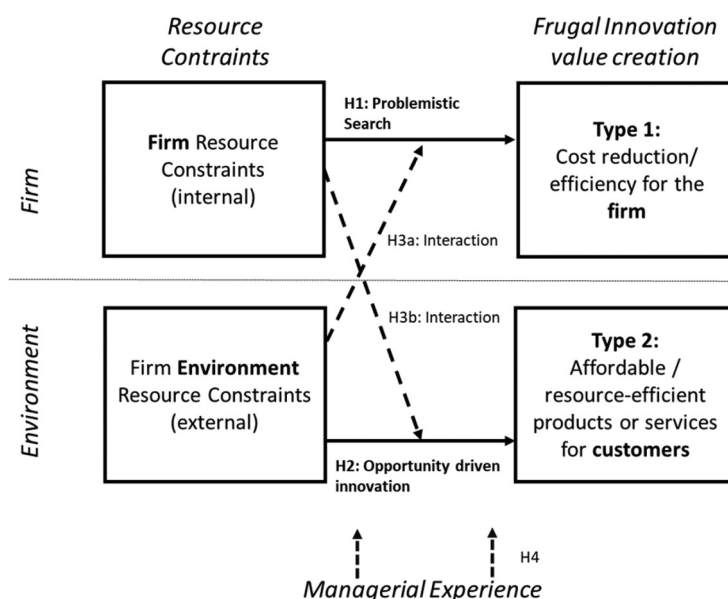 Resource
Contraints
Frugal Innovation
value creation
Firm
Firm Resource
Constraints
(internal)
H1: Problemistic
Search
Type 1:
Cost reduction/
efficiency for the
firm
H3a: Interaction
H3b: Interaction
Environment
Firm Environment
Resource Constraints
(external)
H2: Opportunity driven
innovation
Type 2:
Affordable /
resource-efficient
products or services
for customers
H4
Managerial Experience